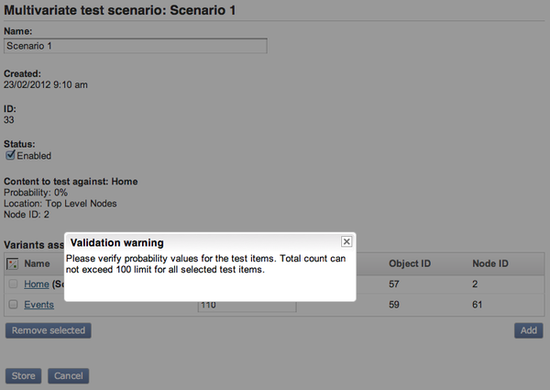 Multivariate test scenario: Scenario 1
Name:
Scenario 1
Created:
23/02/2012 9:10 am
ID:
33
Status:
Enabled
Content to test against: Home
Probability: 0%
Location: Top Level Nodes
Node ID: 2
Variants ass
Validation warning
Please verify probability values for the test items. Total count can
not exceed 100 limit for all selected test items.
Name Object ID Node ID
Home (So 57 2
Events 110 59 61
Remove selected Add
Store Cancel